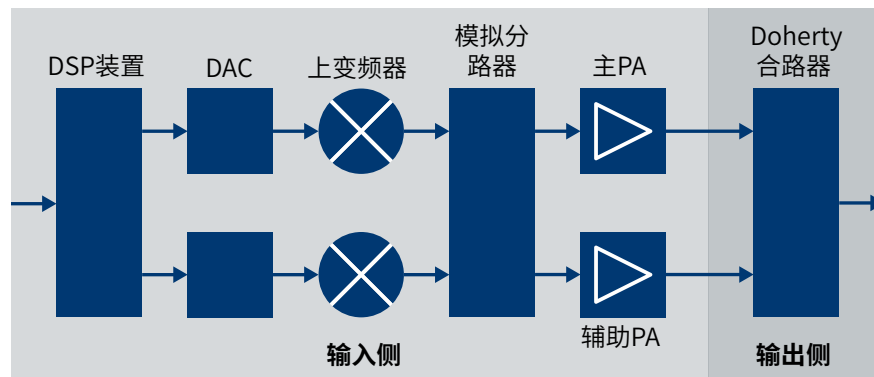 DSP装置
DAC
上变频器
模拟分
路器
主PA
Doherty
合路器
辅助PA
输入侧
输出侧